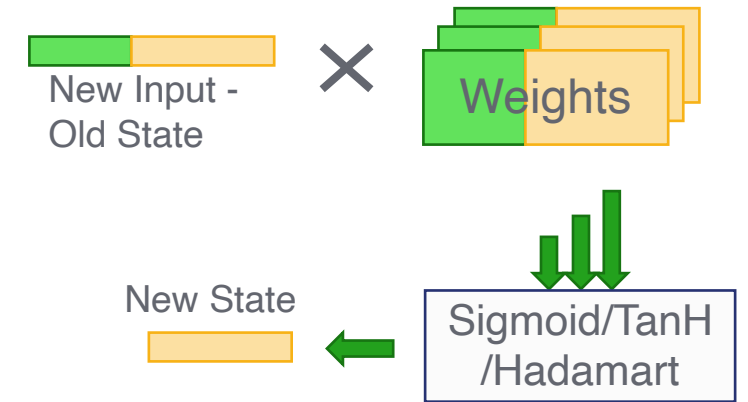 New Input -
Old State
Weights
New State
Sigmoid/TanH
/Hadamart